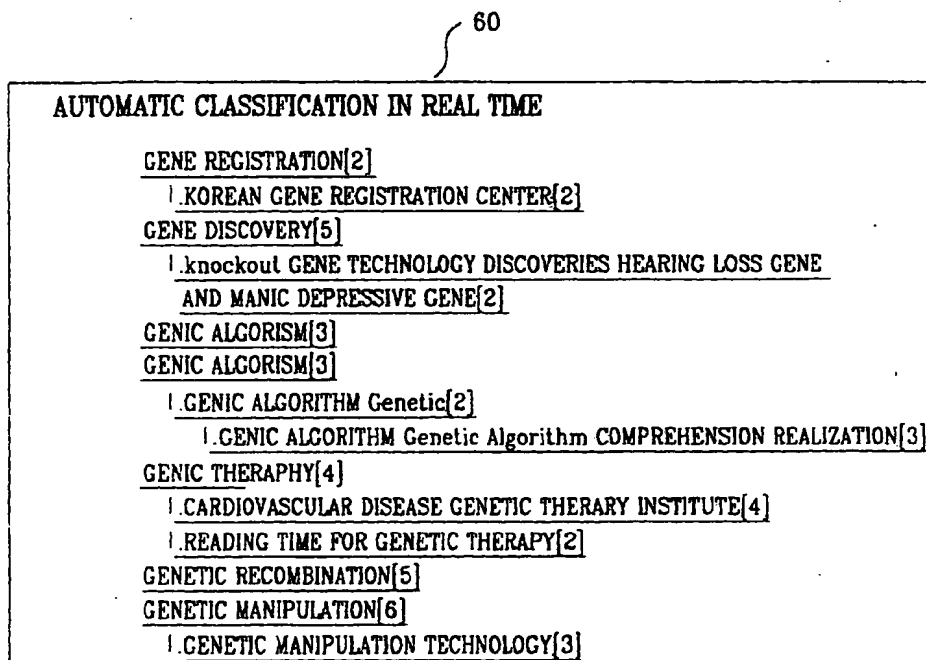 60
AUTOMATIC CLASSIFICATION IN REAL TIME
GENE REGISTRATION[2]
.KOREAN GENE REGISTRATION CENTER[2]
GENE DISCOVERY[5]
.knockout GENE TECHNOLOGY DISCOVERIES HEARING LOSS GENE
AND MANIC DEPRESSIVE GENE[2]
GENIC ALGORISM[3]
GENIC ALGORISM[3]
.GENIC ALGORITHM Genetic[2]
.GENIC ALGORITHM Genetic Algorithm COMPREHENSION REALIZATION[3]
GENIC THERAPHY[4]
.CARDIOVASCULAR DISEASE GENETIC THERARY INSTITUTE[4]
.READING TIME FOR GENETIC THERAPY[2]
GENETIC RECOMBINATION[5]
GENETIC MANIPULATION[6]
.GENETIC MANIPULATION TECHNOLOGY[3]